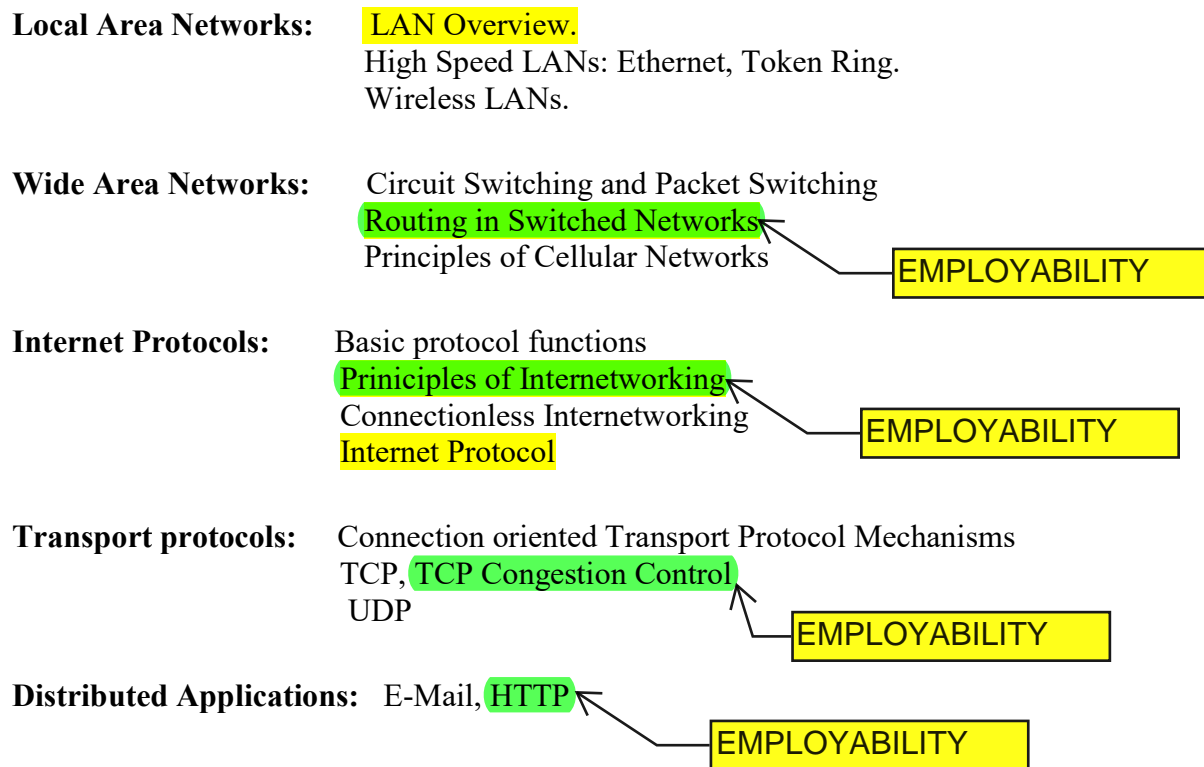 Local Area Networks: LAN Overview.
High Speed LANs: Ethernet, Token Ring.
Wireless LANs.
Wide Area Networks: Circuit Switching and Packet Switching
Routing in Switched Networks
Principles of Cellular Networks
EMPLOYABILITY
Internet Protocols: Basic protocol functions
Priniciples of Internetworking
Connectionless Internetworking
EMPLOYABILITY
Internet Protocol
Transport protocols: Connection oriented Transport Protocol Mechanisms
TCP, TCP Congestion Control
UDP
EMPLOYABILITY
Distributed Applications: E-Mail, HTTP
EMPLOYABILITY